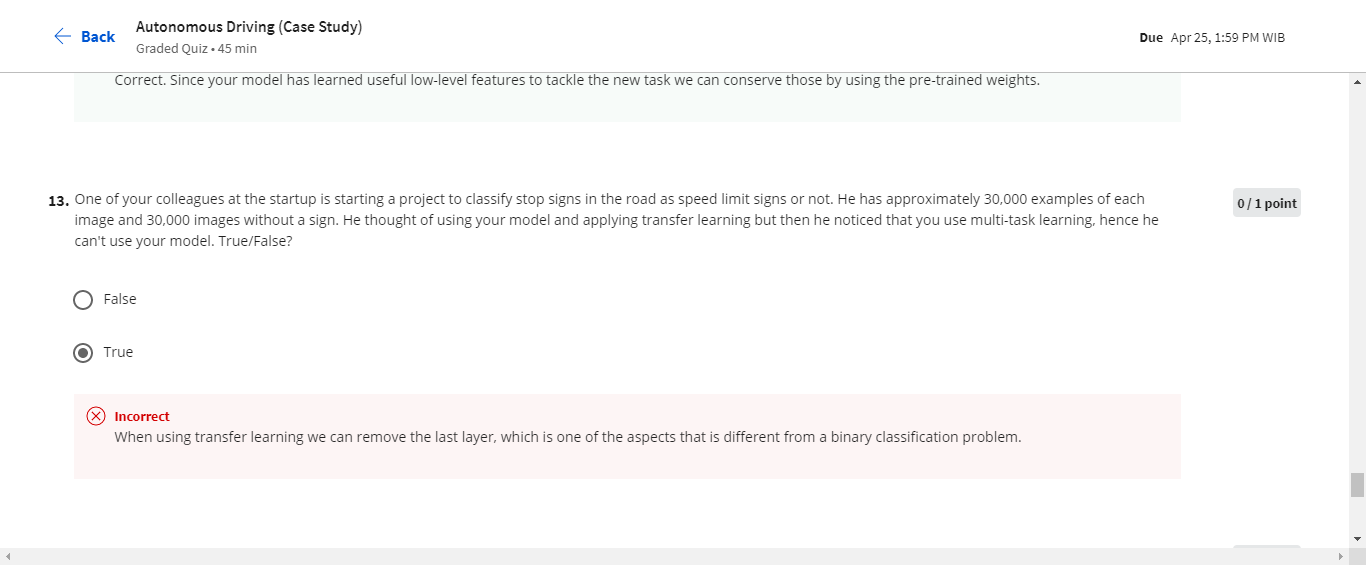 Back
Autonomous Driving (Case Study)
Graded Quiz • 45 min
Due Apr 25, 1:59 PM WIB
Correct. Since your model has learned useful low-level features to tackle the new task we can conserve those by using the pre-trained weights.
13. One of your colleagues at the startup is starting a project to classify stop signs in the road as speed limit signs or not. He has approximately 30,000 examples of each
image and 30,000 images without a sign. He thought of using your model and applying transfer learning but then he noticed that you use multi-task learning, hence he
can't use your model. True/False?
0 / 1 point
False
True
Incorrect
When using transfer learning we can remove the last layer, which is one of the aspects that is different from a binary classification problem.